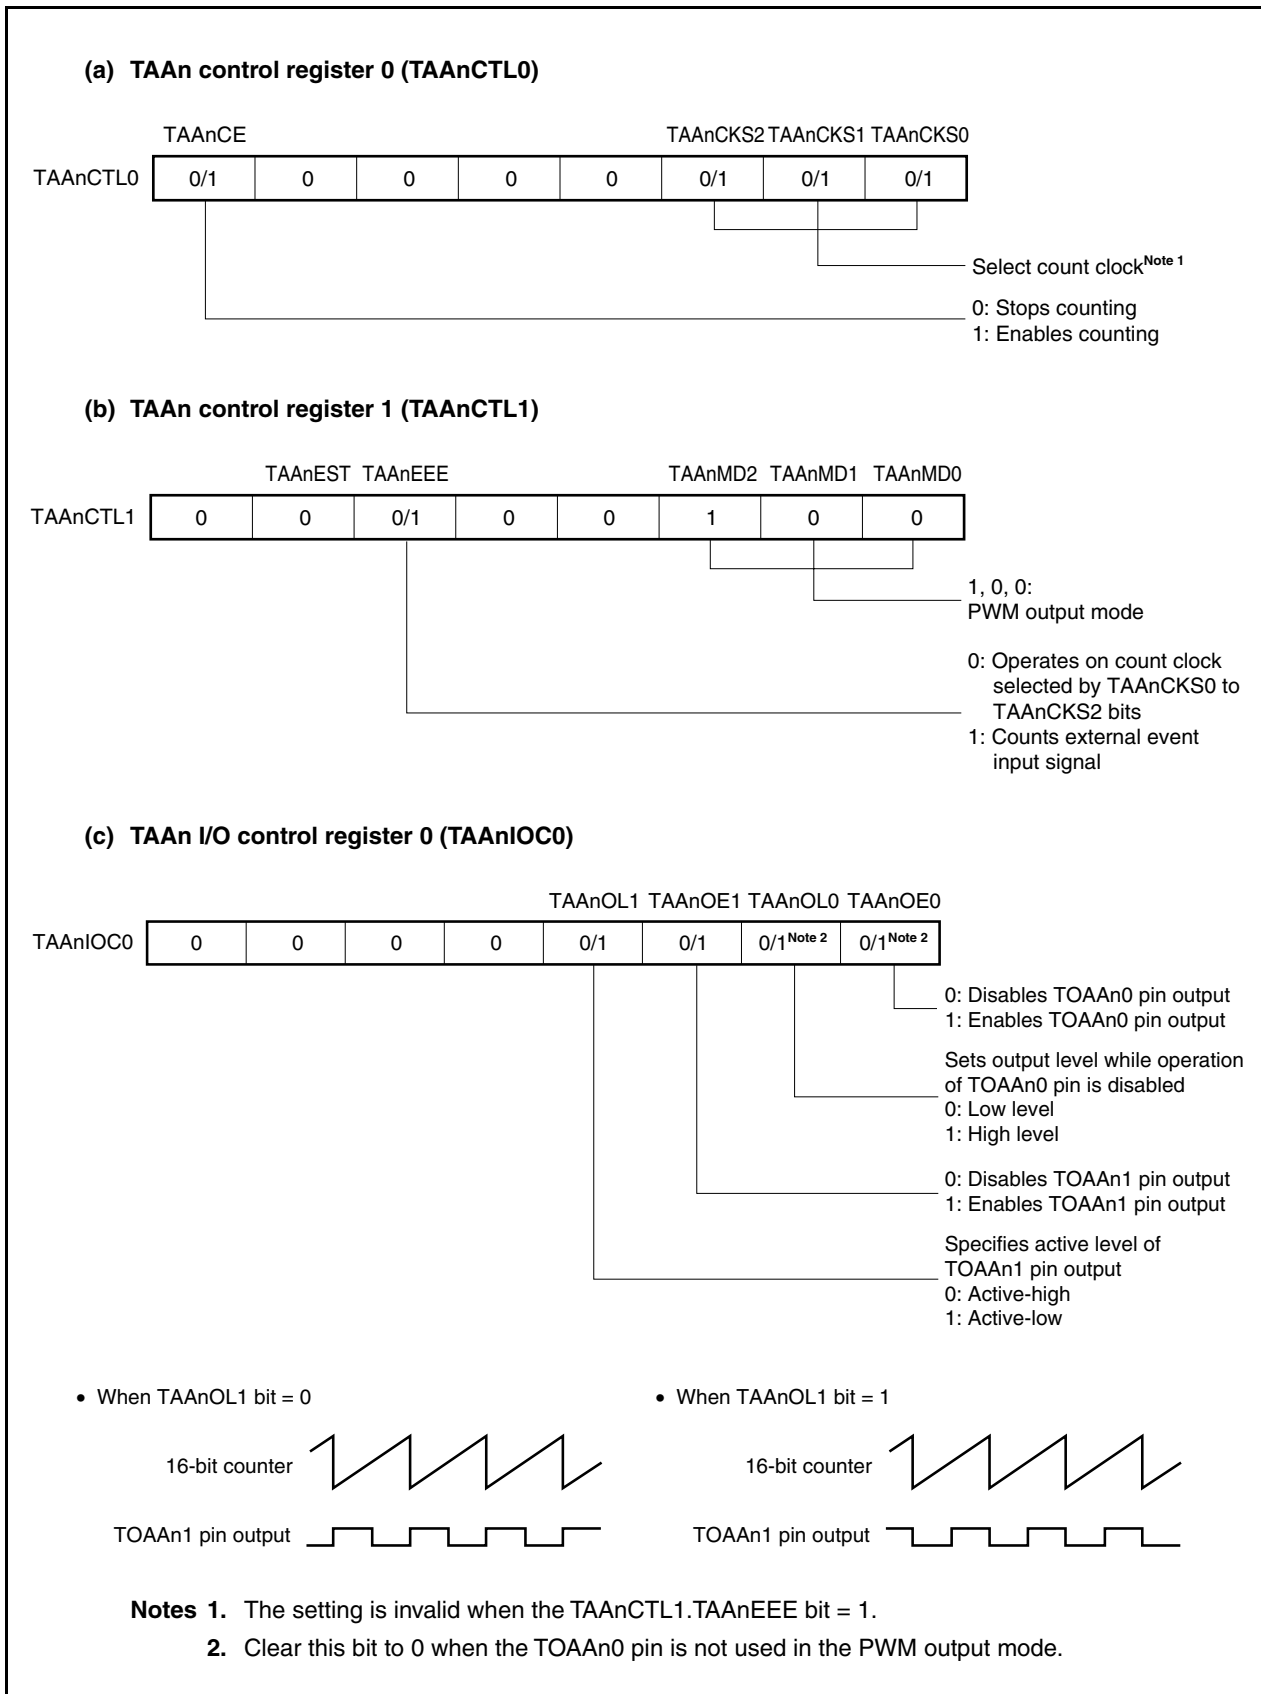 (a) TAAn control register 0 (TAAnCTL0)
TAAnCE TAAnCKS2 TAAnCKS1 TAAnCKS0
TAAnCTL0 0/1 0 0 0 0 0/1 0/1 0/1
Select count clock Note 1
0: Stops counting
1: Enables counting
(b) TAAn control register 1 (TAAnCTL1)
TAAnEST TAAnEEE TAAnMD2 TAAnMD1 TAAnMD0
TAAnCTL1 0 0 0/1 0 0 1 0 0
1, 0, 0:
PWM output mode
0: Operates on count clock
selected by TAAnCKS0 to
TAAnCKS2 bits
1: Counts external event
input signal
(c) TAAn I/O control register 0 (TAAnIOC0)
TAAnOL1 TAAnOE1 TAAnOL0 TAAnOE0
TAAnIOC0 0 0 0 0 0/1 0/1 0/1 Note 2 0/1 Note 2
0: Disables TOAAn0 pin output
1: Enables TOAAn0 pin output
Sets output level while operation
of TOAAn0 pin is disabled
0: Low level
1: High level
0: Disables TOAAn1 pin output
1: Enables TOAAn1 pin output
Specifies active level of
TOAAn1 pin output
0: Active-high
1: Active-low
• When TAAnOL1 bit = 0
16-bit counter
TOAAn1 pin output
• When TAAnOL1 bit = 1
16-bit counter
TOAAn1 pin output
Notes 1. The setting is invalid when the TAAnCTL1.TAAnEEE bit = 1.
2. Clear this bit to 0 when the TOAAn0 pin is not used in the PWM output mode.